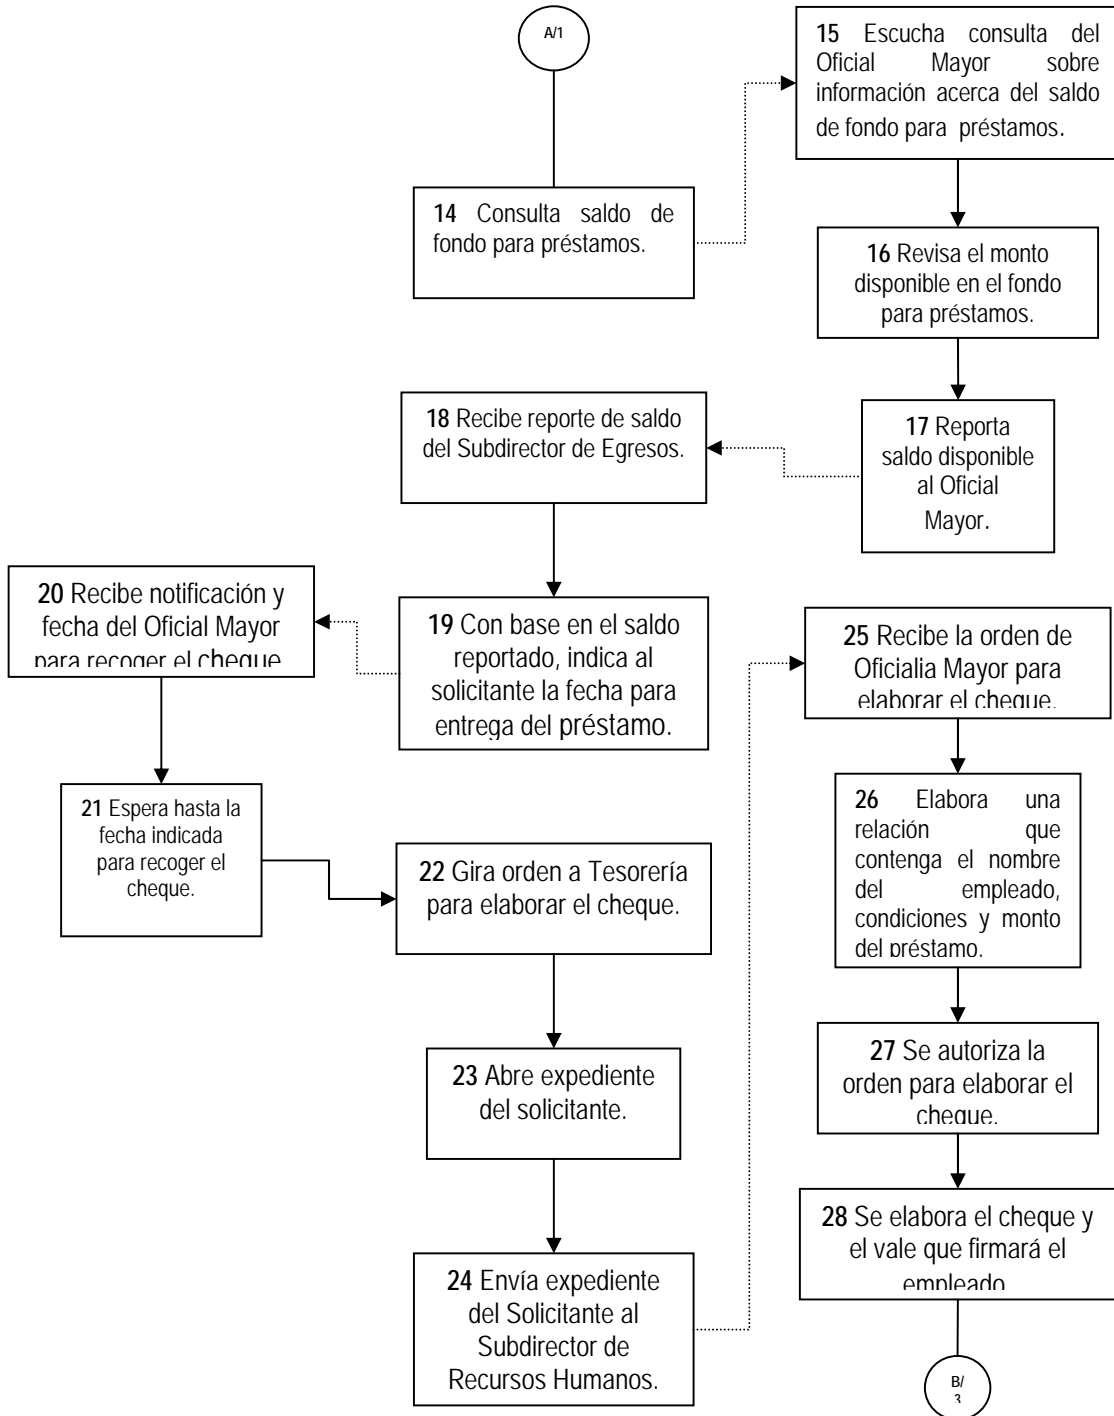 A/1
15 Escucha consulta del
Oficial Mayor sobre
información acerca del saldo
de fondo para préstamos.
14 Consulta saldo de
fondo para préstamos.
16 Revisa el monto
disponible en el fondo
para préstamos.
18 Recibe reporte de saldo
del Subdirector de Egresos.
17 Reporta
saldo disponible
al Oficial
Mayor.
20 Recibe notificación y
fecha del Oficial Mayor
para recoger el cheque
19 Con base en el saldo
reportado, indica al
solicitante la fecha para
entrega del préstamo.
25 Recibe la orden de
Oficialia Mayor para
elaborar el cheque.
21 Espera hasta la
fecha indicada
para recoger el
cheque.
22 Gira orden a Tesorería
para elaborar el cheque.
26 Elabora una
relación que
contenga el nombre
del empleado,
condiciones y monto
del préstamo.
23 Abre expediente
del solicitante.
27 Se autoriza la
orden para elaborar el
cheque.
24 Envía expediente
del Solicitante al
Subdirector de
Recursos Humanos.
28 Se elabora el cheque y
el vale que firmará el
empleado
B/
3